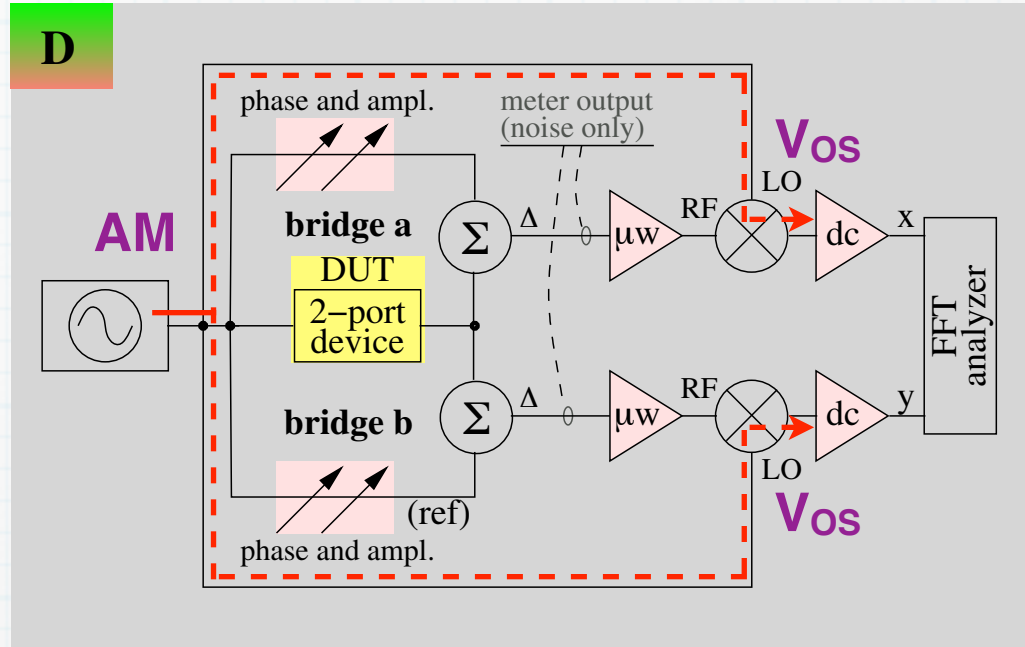 D
phase and ampl.
meter output
(noise only)
VOS
LO
AM
bridge a
Σ
Δ
μw
RF
dc
x
DUT
2−port
device
FFT
analyzer
bridge b
Σ
Δ
μw
RF
dc
y
LO
(ref)
VOS
phase and ampl.